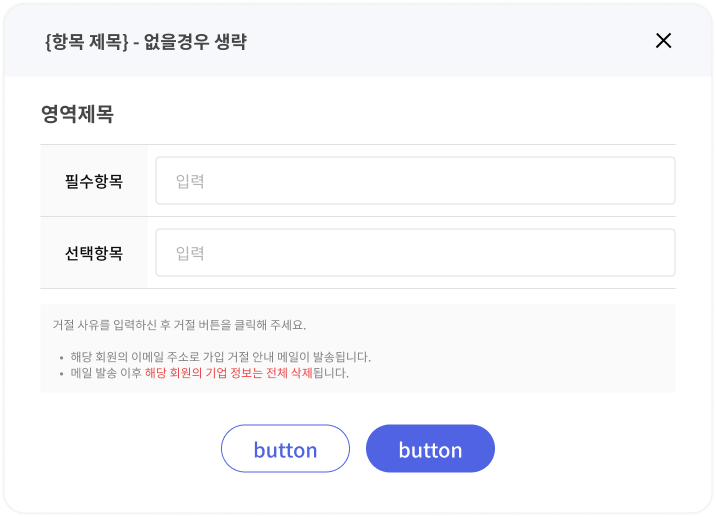 {항목 제목} - 없을경우 생략
영역제목
필수항목
입력
선택항목
입력
거절 사유를 입력하신 후 거절 버튼을 클릭해 주세요.
• 해당 회원의 이메일 주소로 가입 거절 안내 메일이 발송됩니다.
• 메일 발송 이후 해당 회원의 기업 정보는 전체 삭제됩니다.
button
button